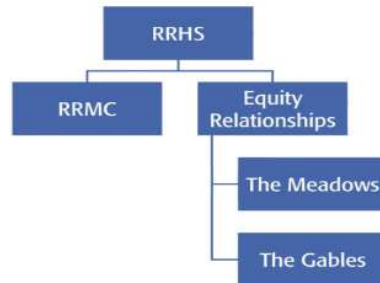 RRHS
RRMC
Equity
Relationships
The Meadows
The Gables